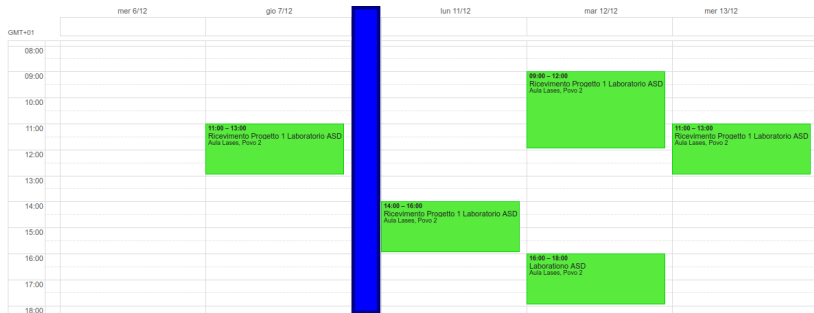 mer 6/12
gio 7/12
lun 11/12
mar 12/12
mer 13/12
GMT+01
08:00
09:00
10:00
11:00
12:00
13:00
14:00
15:00
16:00
17:00
18:00
11:00 – 13:00
Ricevimento Progetto 1 Laboratorio ASD
Aula Lases, Povo 2
14:00 – 16:00
Ricevimento Progetto 1 Laboratorio ASD
Aula Lases, Povo 2
09:00 – 12:00
Ricevimento Progetto 1 Laboratorio ASD
Aula Lases, Povo 2
16:00 – 18:00
Laboratiorio ASD
Aula Lases, Povo 2
11:00 – 13:00
Ricevimento Progetto 1 Laboratorio ASD
Aula Lases, Povo 2